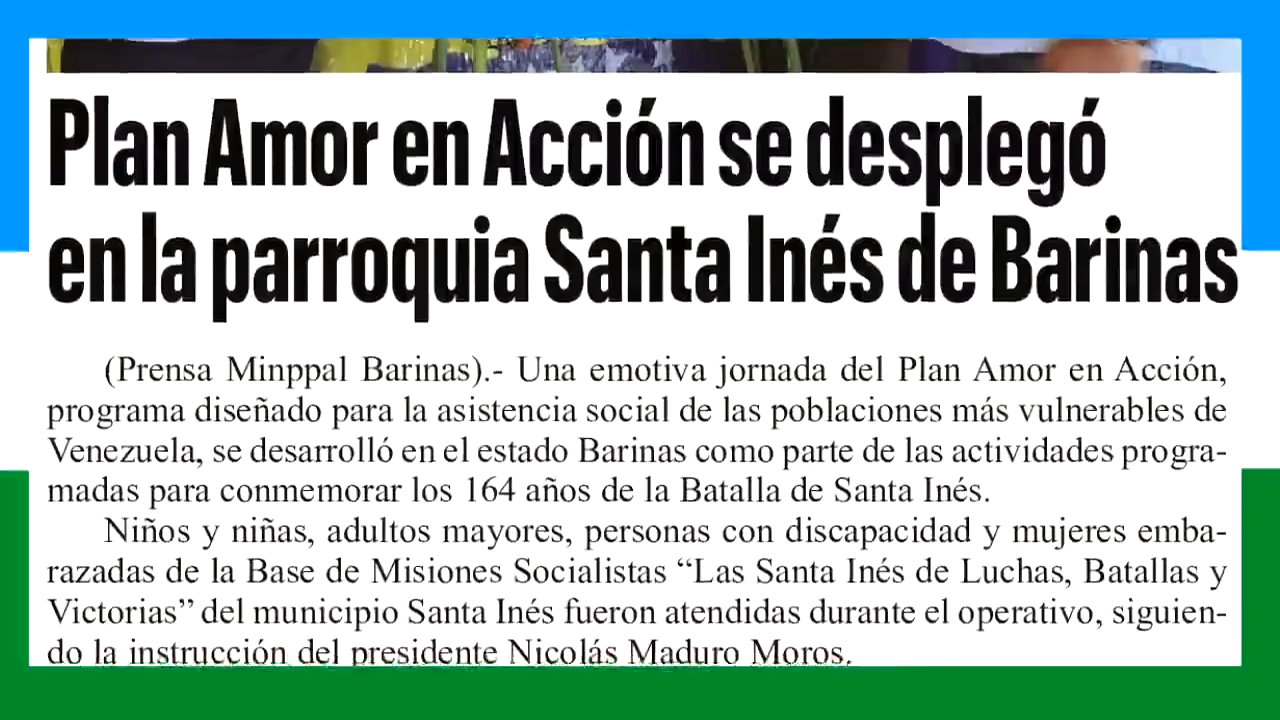 Plan Amor en Acción se desplegó
en la parroquia Santa Inés de Barinas
(Prensa Minppal Barinas).- Una emotiva jornada del Plan Amor en Acción,
programa diseñado para la asistencia social de las poblaciones más vulnerables de
Venezuela, se desarrolló en el estado Barinas como parte de las actividades progra-
madas para conmemorar los 164 años de la Batalla de Santa Inés.
Niños y niñas, adultos mayores, personas con discapacidad y mujeres emba-
razadas de la Base de Misiones Socialistas “Las Santa Inés de Luchas, Batallas y
Victorias” del municipio Santa Inés fueron atendidas durante el operativo, siguien-
do la instrucción del presidente Nicolás Maduro Moros.